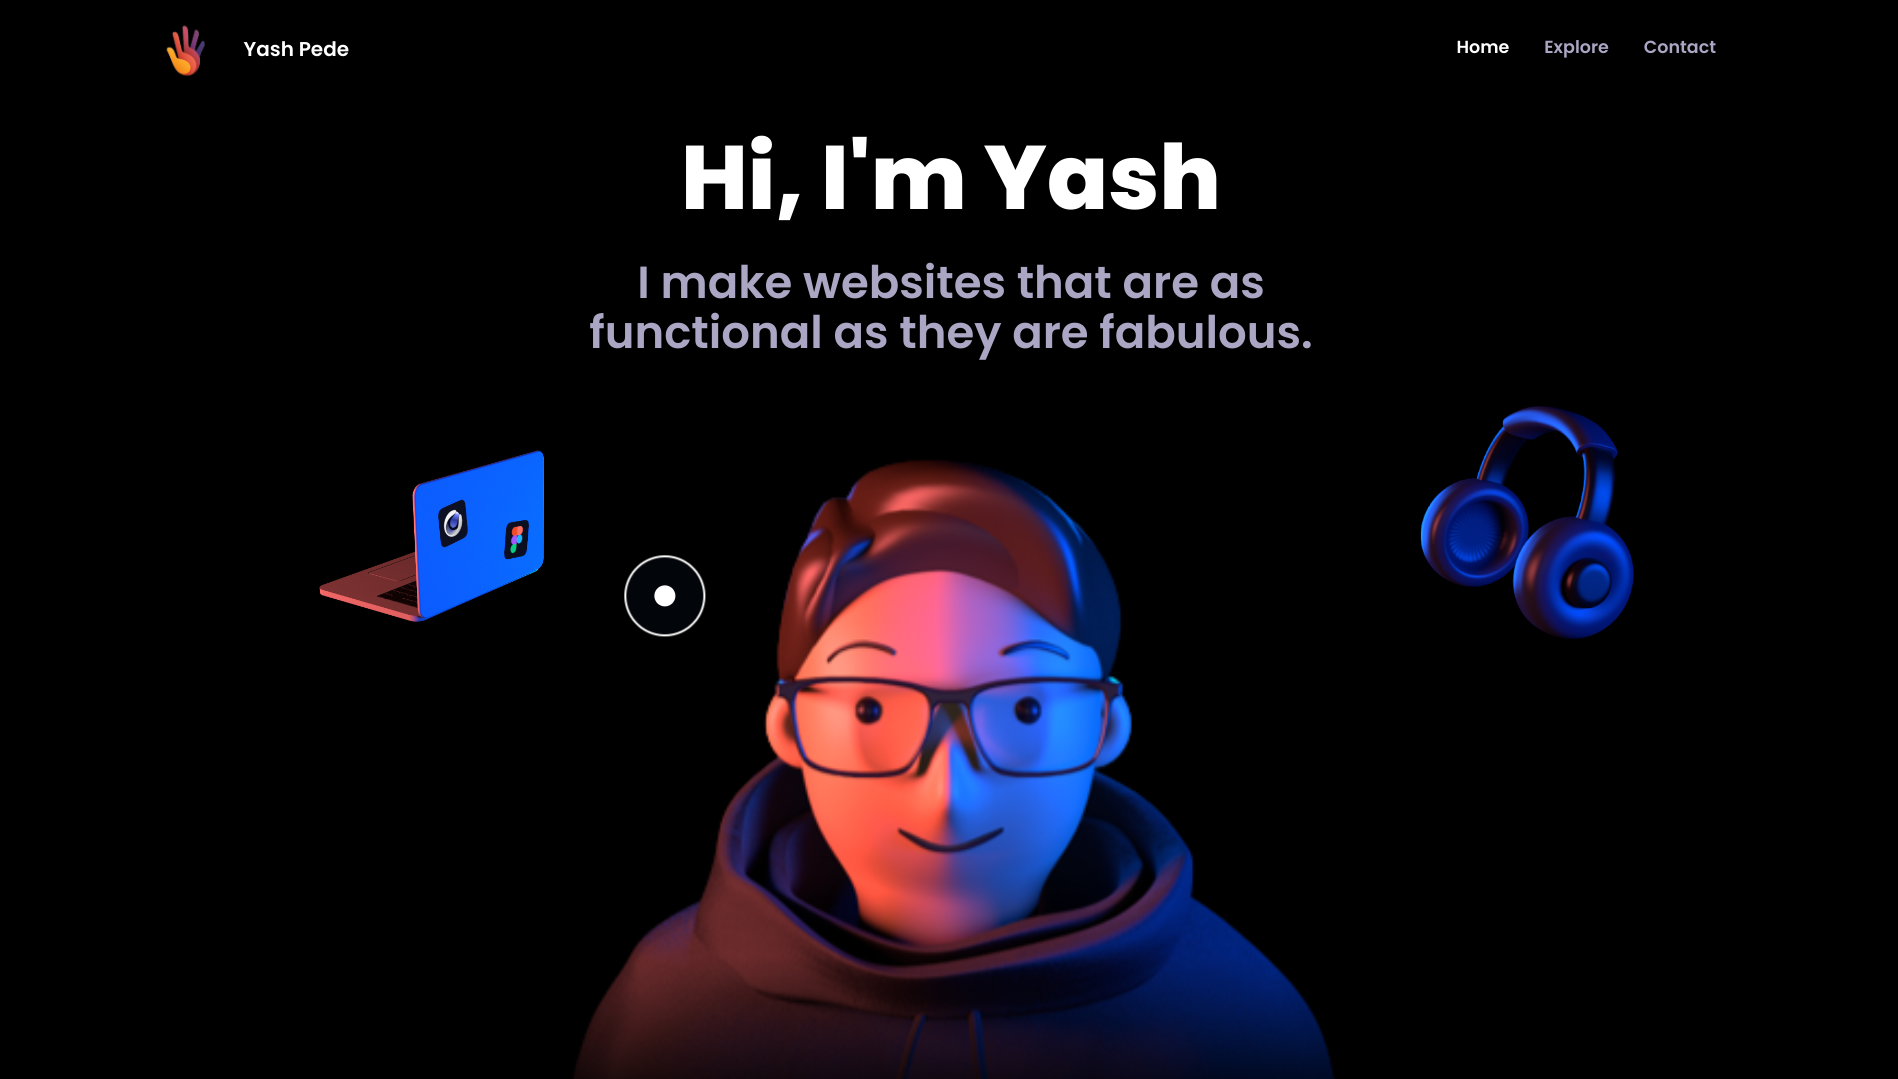 Yash Pede
Home Explore Contact
Hi, I'm Yash
I make websites that are as
functional as they are fabulous.